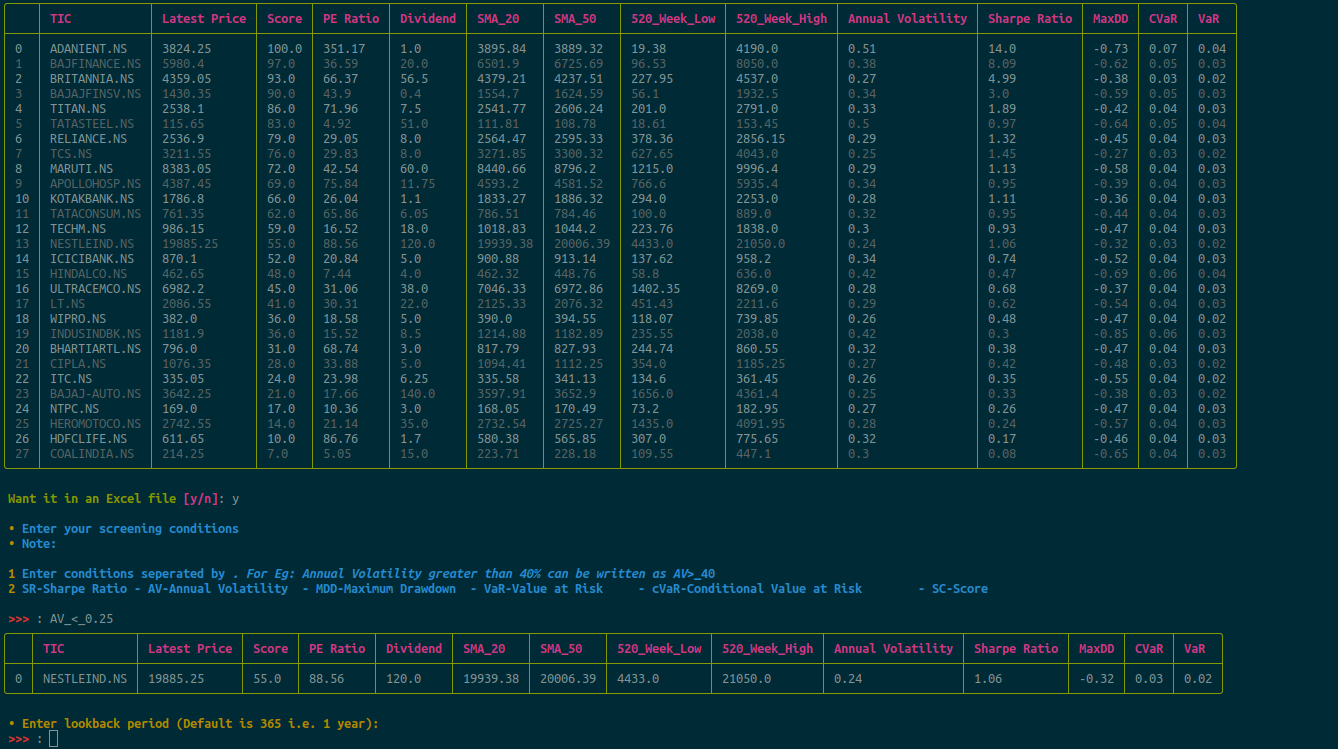 TIC Latest Price Score PE Ratio Dividend SMA_20 SMA_50 520_Week_Low 520_Week_High Annual Volatility Sharpe Ratio MaxDD CVaR VaR
0 ADANIENT.NS 3824.25 100.0 351.17 1.0 3895.84 3889.32 19.38 4190.0 0.51 14.0 -0.73 0.07 0.04
1 BAJFINANCE.NS 5980.4 97.0 36.59 20.0 6501.9 6725.69 96.53 8050.0 0.38 8.09 -0.62 0.05 0.03
2 BRITANNIA.NS 4359.05 93.0 66.37 56.5 4379.21 4237.51 227.95 4537.0 0.27 4.99 -0.38 0.03 0.02
3 BAJAJFINSV.NS 1430.35 90.0 43.9 0.4 1554.7 1624.59 56.1 1932.5 0.34 3.0 -0.59 0.05 0.03
4 TITAN.NS 2538.1 86.0 71.96 7.5 2541.77 2606.24 201.0 2791.0 0.33 1.89 -0.42 0.04 0.03
5 TATASTEEL.NS 115.65 83.0 4.92 51.0 111.81 108.78 18.61 153.45 0.5 0.97 -0.64 0.05 0.04
6 RELIANCE.NS 2536.9 79.0 29.05 8.0 2564.47 2595.33 378.36 2856.15 0.29 1.32 -0.45 0.04 0.03
7 TCS.NS 3211.55 76.0 29.83 8.0 3271.85 3300.32 627.65 4043.0 0.25 1.45 -0.27 0.03 0.02
8 MARUTI.NS 8383.05 72.0 42.54 60.0 8440.66 8796.2 1215.0 9996.4 0.29 1.13 -0.58 0.04 0.03
9 APOLLOHOSP.NS 4387.45 69.0 75.84 11.75 4593.2 4581.52 766.6 5935.4 0.34 0.95 -0.39 0.04 0.03
10 KOTAKBANK.NS 1786.8 66.0 26.04 1.1 1833.27 1886.32 294.0 2253.0 0.28 1.11 -0.36 0.04 0.03
11 TATACONSUM.NS 761.35 62.0 65.86 6.05 786.51 784.46 100.0 889.0 0.32 0.95 -0.44 0.04 0.03
12 TECHM.NS 986.15 59.0 16.52 18.0 1018.83 1044.2 223.76 1838.0 0.3 0.93 -0.47 0.04 0.03
13 NESTLEIND.NS 19885.25 55.0 88.56 120.0 19939.38 20006.39 4433.0 21050.0 0.24 1.06 -0.32 0.03 0.02
14 ICICIBANK.NS 870.1 52.0 20.84 5.0 900.88 913.14 137.62 958.2 0.34 0.74 -0.52 0.04 0.03
15 HINDALCO.NS 462.65 48.0 7.44 4.0 462.32 448.76 58.8 636.0 0.42 0.47 -0.69 0.06 0.04
16 ULTRACEMCO.NS 6982.2 45.0 31.06 38.0 7046.33 6972.86 1402.35 8269.0 0.28 0.68 -0.37 0.04 0.03
17 LT.NS 2086.55 41.0 30.31 22.0 2125.33 2076.32 451.43 2211.6 0.29 0.62 -0.54 0.04 0.03
18 WIPRO.NS 382.0 36.0 18.58 5.0 390.0 394.55 118.07 739.85 0.26 0.48 -0.47 0.04 0.02
19 INDUSINDBK.NS 1181.9 36.0 15.52 8.5 1214.88 1182.89 235.55 2038.0 0.42 0.3 -0.85 0.06 0.03
20 BHARTIARTL.NS 796.0 31.0 68.74 3.0 817.79 827.93 244.74 860.55 0.32 0.38 -0.47 0.04 0.03
21 CIPLA.NS 1076.35 28.0 33.88 5.0 1094.41 1112.25 354.0 1185.25 0.27 0.42 -0.48 0.03 0.02
22 ITC.NS 335.05 24.0 23.98 6.25 335.58 341.13 134.6 361.45 0.26 0.35 -0.55 0.04 0.02
23 BAJAJ-AUTO.NS 3642.25 21.0 17.66 140.0 3597.91 3652.9 1656.0 4361.4 0.25 0.33 -0.38 0.03 0.02
24 NTPC.NS 169.0 17.0 10.36 3.0 168.05 170.49 73.2 182.95 0.27 0.26 -0.47 0.04 0.03
25 HEROMOTOCO.NS 2742.55 14.0 21.14 35.0 2732.54 2725.27 1435.0 4091.95 0.28 0.24 -0.57 0.04 0.03
26 HDFCLIFE.NS 611.65 10.0 86.76 1.7 580.38 565.85 307.0 775.65 0.32 0.17 -0.46 0.04 0.03
27 COALINDIA.NS 214.25 7.0 5.05 15.0 223.71 228.18 109.55 447.1 0.3 0.08 -0.65 0.04 0.03
Want it in an Excel file [y/n]: y
• Enter your screening conditions
• Note:
1 Enter conditions seperated by . For Eg: Annual Volatility greater than 40% can be written as AV>_40
2 SR-Sharpe Ratio - AV-Annual Volatility - MDD-Maximum Drawdown - VaR-Value at Risk - cVaR-Conditional Value at Risk - SC-Score
>>> : AV_<_0.25
TIC Latest Price Score PE Ratio Dividend SMA_20 SMA_50 520_Week_Low 520_Week_High Annual Volatility Sharpe Ratio MaxDD CVaR VaR
0 NESTLEIND.NS 19885.25 55.0 88.56 120.0 19939.38 20006.39 4433.0 21050.0 0.24 1.06 -0.32 0.03 0.02
• Enter lookback period (Default is 365 i.e. 1 year):
>>> :